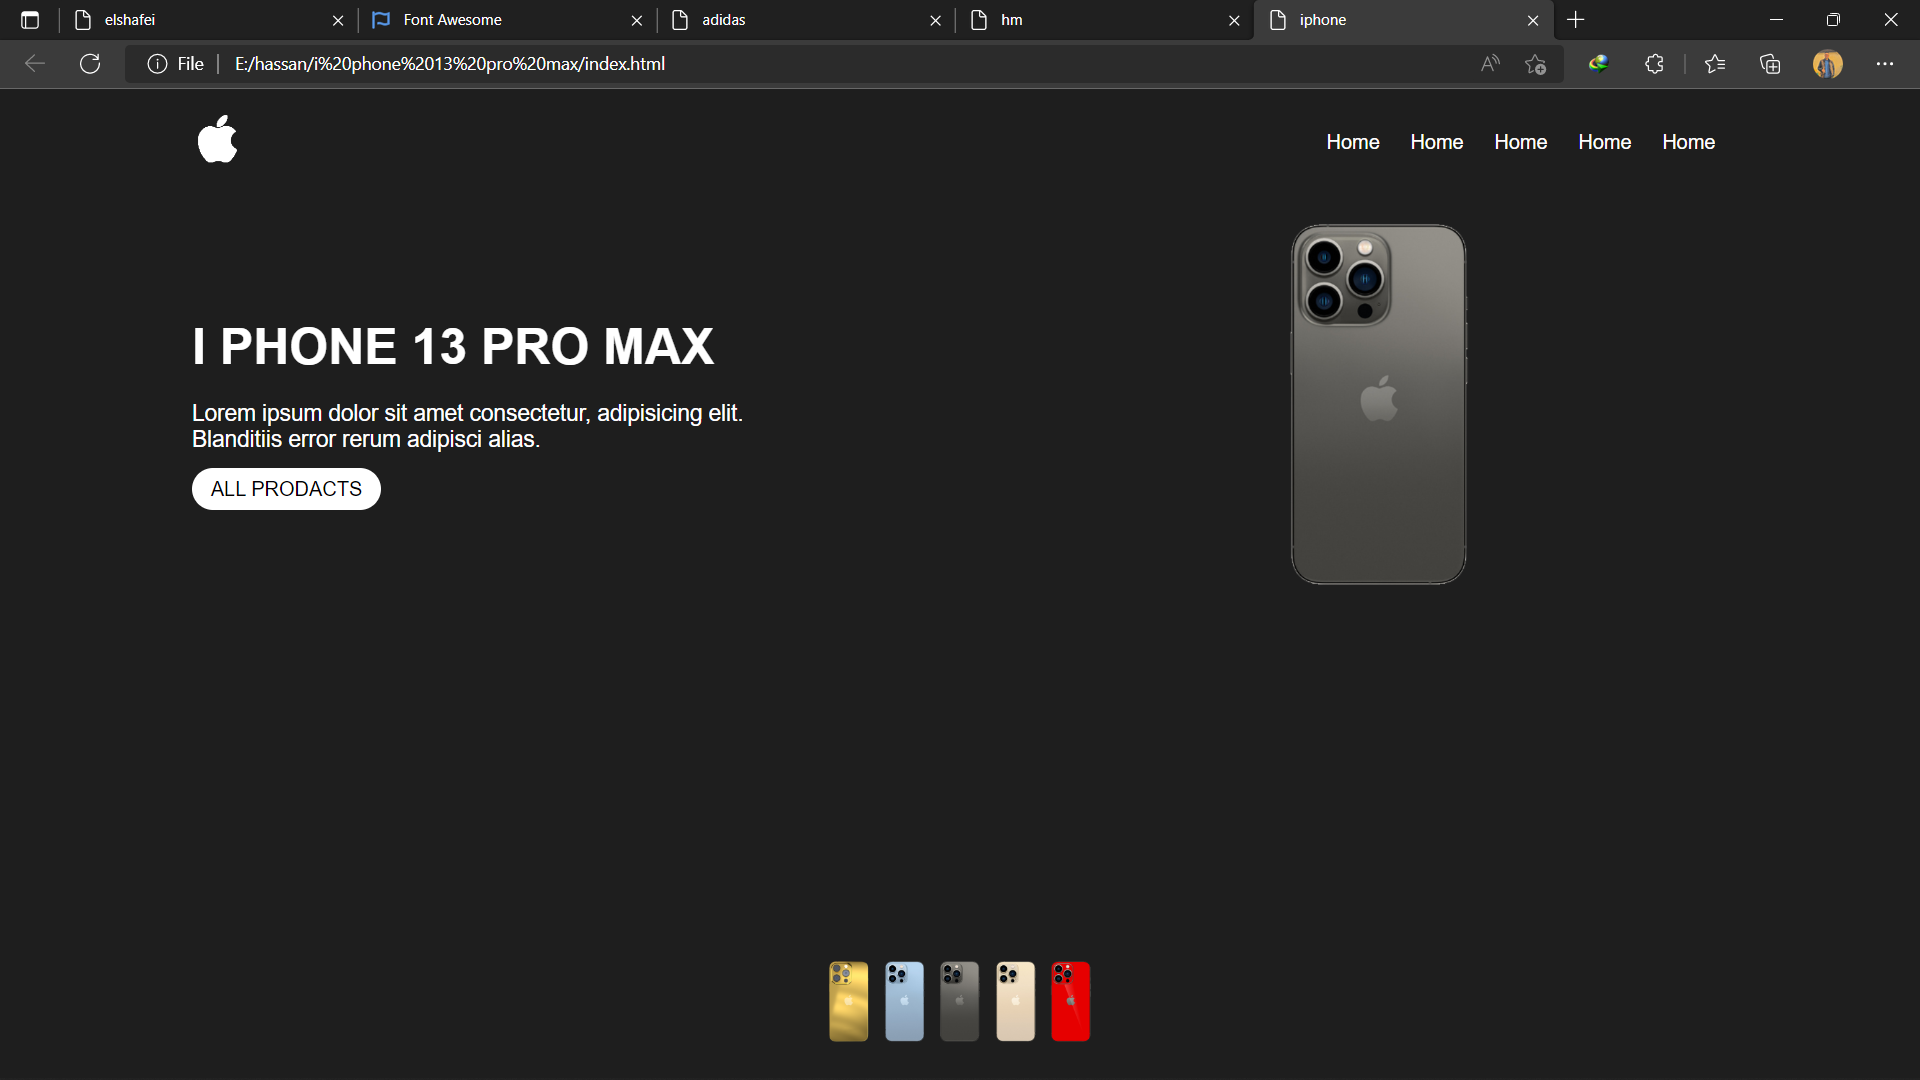 elshafei
Font Awesome
adidas
hm
iphone
File
E:/hassan/i%20phone%2013%20pro%20max/index.html
Home Home Home Home Home
I PHONE 13 PRO MAX
Lorem ipsum dolor sit amet consectetur, adipisicing elit.
Blanditiis error rerum adipisci alias.
ALL PRODACTS